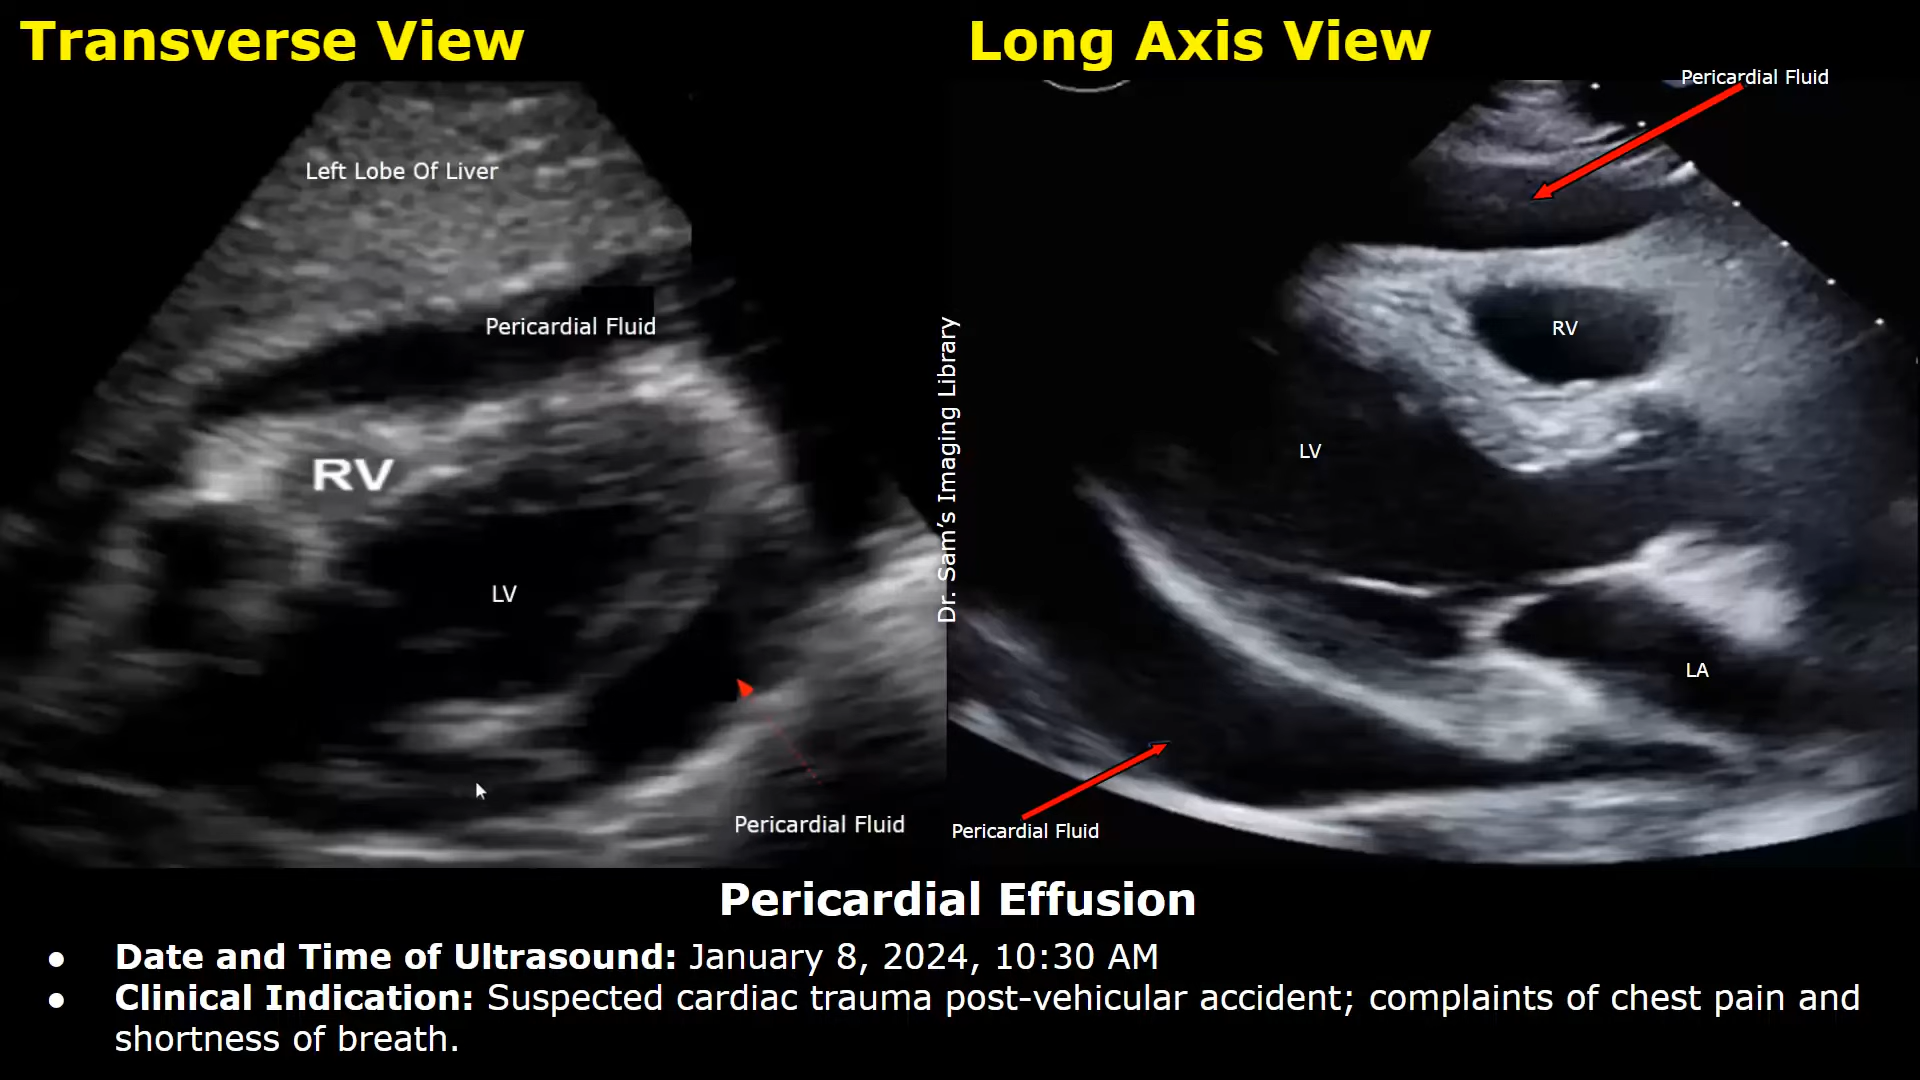 Transverse View
Long Axis View
Pericardial Fluid
Left Lobe Of Liver
Pericardial Fluid
RV
RV
LV
LV
LA
Pericardial Fluid
Pericardial Fluid
Dr. Sam's Imaging Library
Pericardial Effusion
● Date and Time of Ultrasound: January 8, 2024, 10:30 AM
● Clinical Indication: Suspected cardiac trauma post-vehicular accident; complaints of chest pain and
shortness of breath.